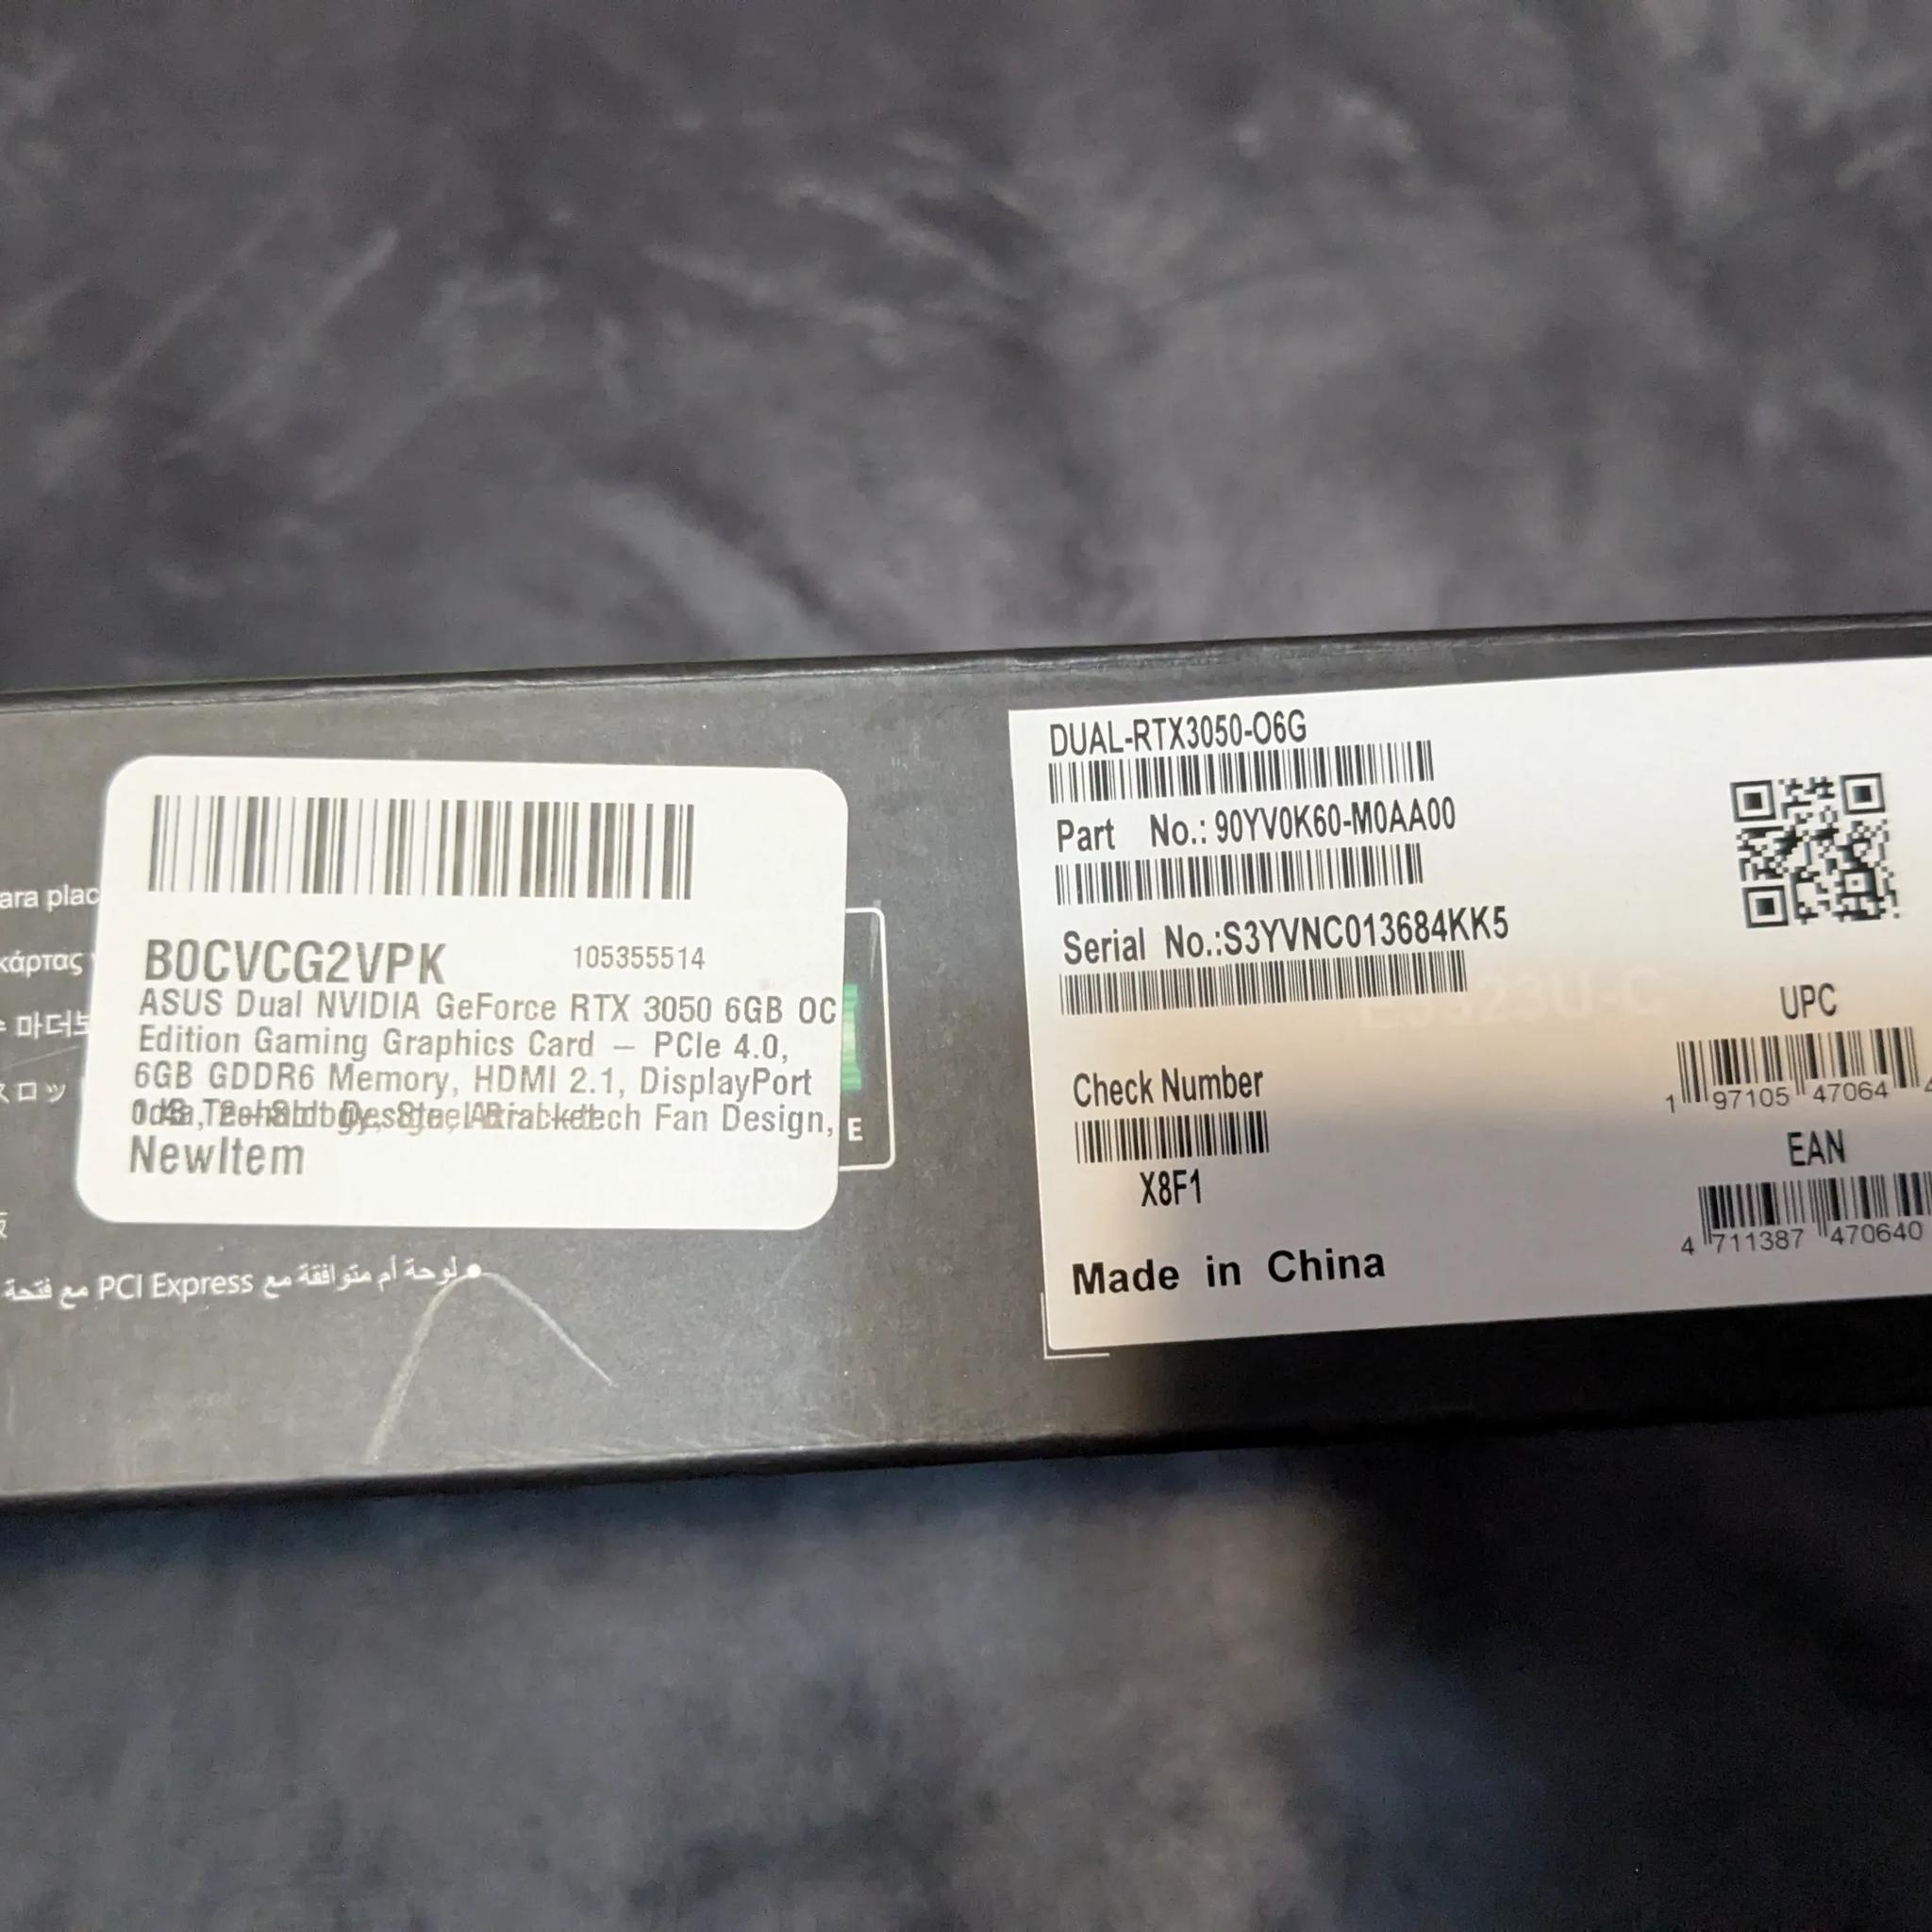 ara plac
κάρτας
마더보
スロッ
لوحة أم متوافقة مع PCI Express مع فتحة
B0CVCG2VPK 105355514
ASUS Dual NVIDIA GeForce RTX 3050 6GB OC
Edition Gaming Graphics Card – PCIe 4.0,
6GB GDDR6 Memory, HDMI 2.1, DisplayPort
Fan Design,
NewItem
E
DUAL-RTX3050-O6G
Part No.: 90YV0K60-M0AA00
Serial No.:S3YVNC013684KK5
Check Number
X8F1
Made in China
UPC
1 97105 47064 4
EAN
4 711387 470640